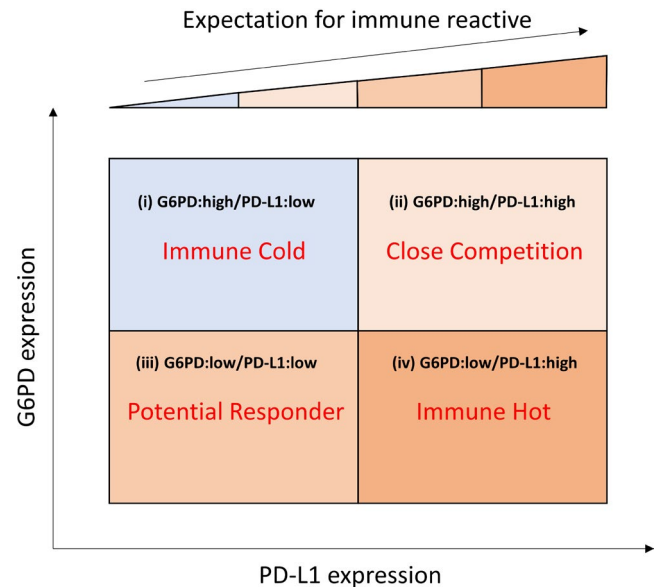 Expectation for immune reactive
G6PD expression
(i) G6PD:high/PD-L1:low
Immune Cold
(ii) G6PD:high/PD-L1:high
Close Competition
(iii) G6PD:low/PD-L1:low
Potential Responder
(iv) G6PD:low/PD-L1:high
Immune Hot
PD-L1 expression